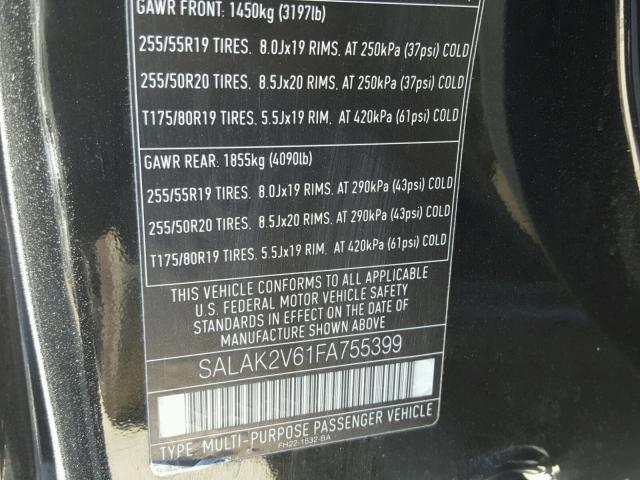 GAWR FRONT: 1450kg (3197lb)
255/55R19 TIRES. 8.0Jx19 RIMS. AT 250kPa (37psi) COLD
255/50R20 TIRES. 8.5Jx20 RIMS. AT 250kPa (37psi) COLD
T175/80R19 TIRES. 5.5Jx19 RIM. AT 420kPa (61psi) COLD
GAWR REAR: 1855kg (4090lb)
255/55R19 TIRES. 8.0Jx19 RIMS. AT 290kPa (43psi) COLD
255/50R20 TIRES. 8.5Jx20 RIMS. AT 290kPa (43psi) COLD
T175/80R19 TIRES. 5.5Jx19 RIM. AT 420kPa (61psi) COLD
THIS VEHICLE CONFORMS TO ALL APPLICABLE
U.S. FEDERAL MOTOR VEHICLE SAFETY
STANDARDS IN EFFECT ON THE DATE OF
MANUFACTURE SHOWN ABOVE.
SALAK2V61FA755399
TYPE: MULTI-PURPOSE PASSENGER VEHICLE
FH22-1532-BA